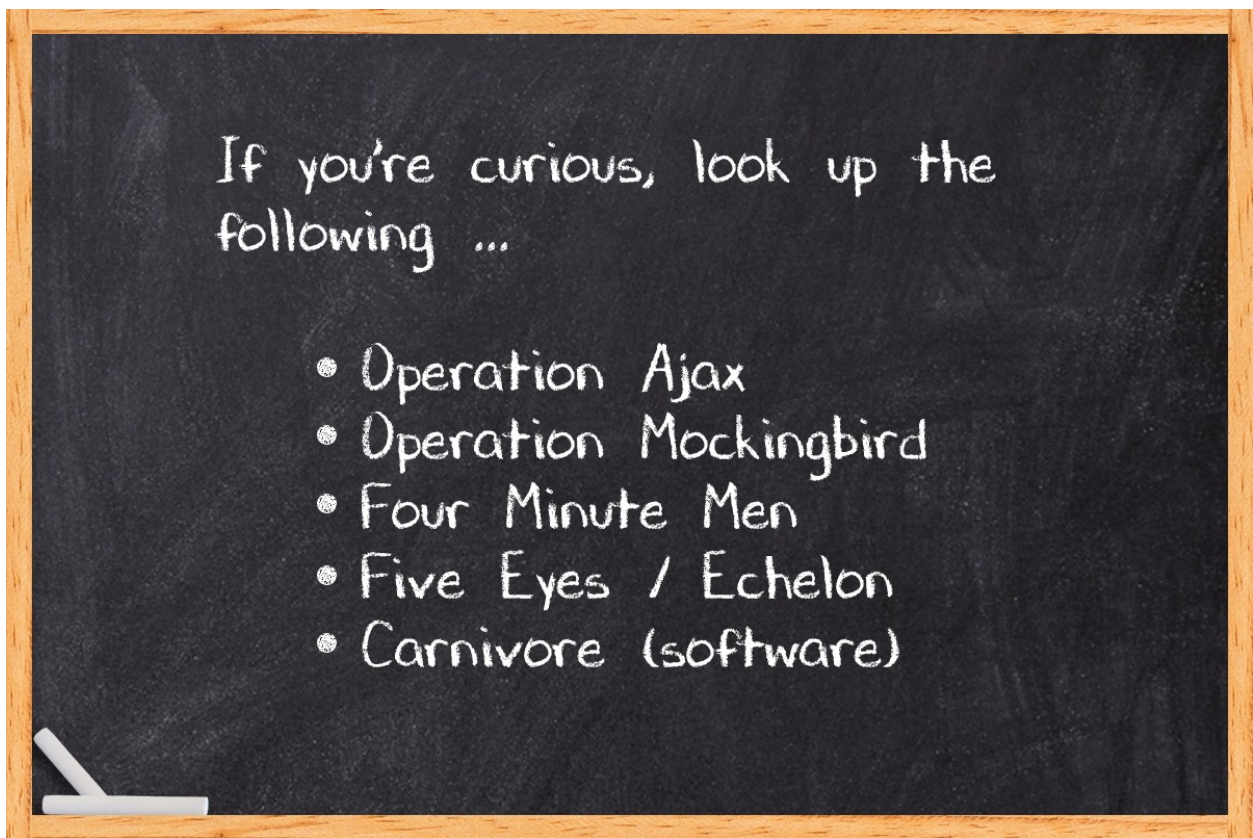 If you're curious, look up the
following ...
• Operation Ajax
• Operation Mockingbird
• Four Minute Men
• Five Eyes / Echelon
• Carnivore (software)